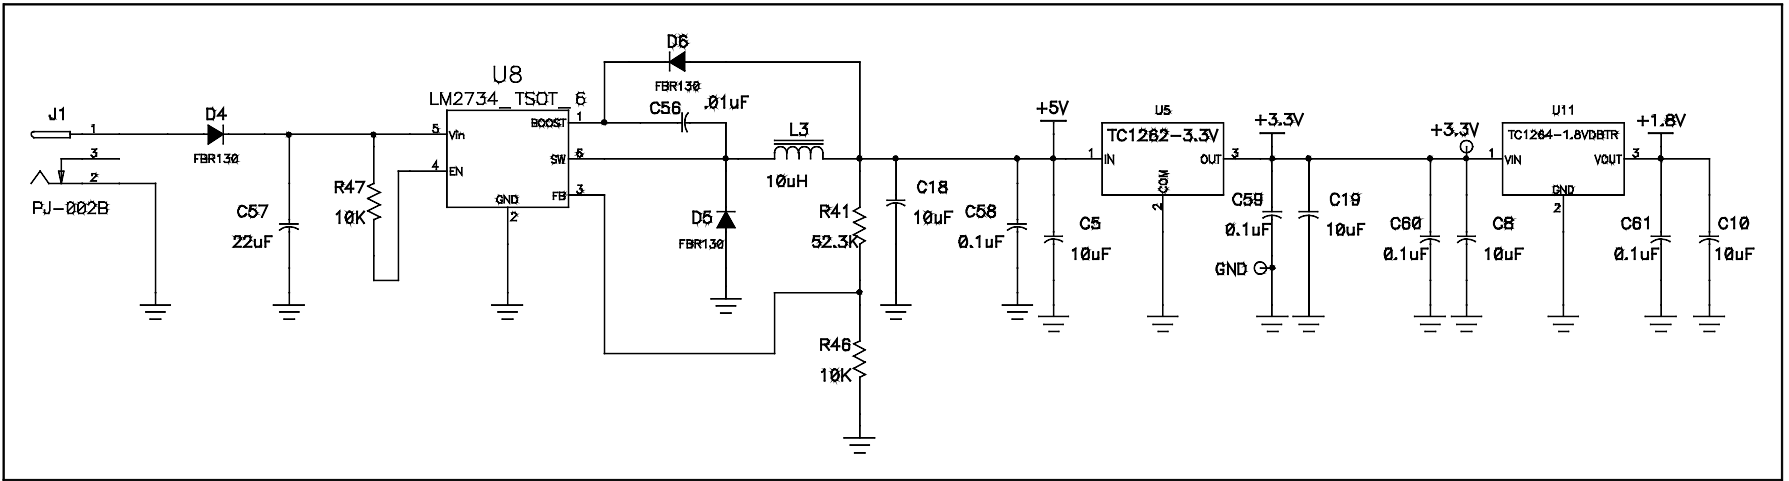 J1
1
3
2
PJ-002B
D4
FBR130
C57
22uF
R47
10K
U8
LM2734_TSOT_6
5
Vin
4
EN
GND
2
BOOST
1
SW
6
FB
3
D6
FBR130
C56
.01uF
D5
FBR130
L3
10uH
R41
52.3K
R46
10K
C18
10uF
C58
0.1uF
+5V
C5
10uF
U5
TC1262-3.3V
1
IN
OUT
3
COM
2
+3.3V
C59
0.1uF
GND
C19
10uF
C60
0.1uF
+3.3V
C8
10uF
U11
TC1264-1.8VDBTR
1
VIN
VOUT
3
GND
2
+1.8V
C61
0.1uF
C10
10uF